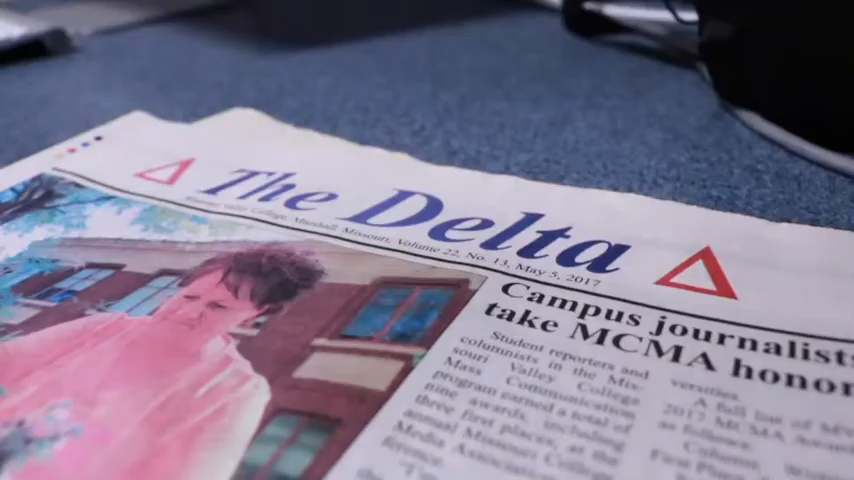 The Delta
Missouri Valley College, Marshall, Missouri, Volume 22, No. 13, May 5, 2017
Campus journalists
take MCMA honor
Student reporters and
columnists in the Mis-
souri Valley College
Mass Communication
program earned a total of
nine awards, including
three first places, at the
annual Missouri College
Media Association
ference.
versities.
A full list of
2017 MCMA
as follows:
Column,
First Place